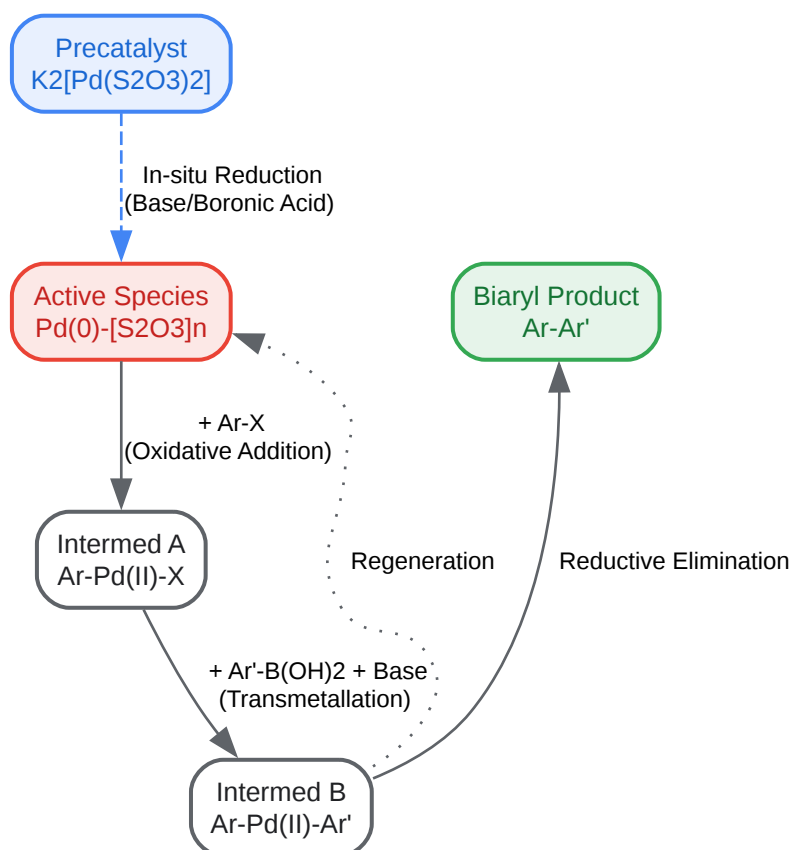 Precatalyst
K2[Pd(S2O3)2]
In-situ Reduction
(Base/Boronic Acid)
Active Species
Pd(0)-[S2O3]n
Biaryl Product
Ar-Ar'
+ Ar-X
(Oxidative Addition)
Intermed A
Ar-Pd(II)-X
Regeneration
Reductive Elimination
+ Ar'-B(OH)2 + Base
(Transmetallation)
Intermed B
Ar-Pd(II)-Ar'